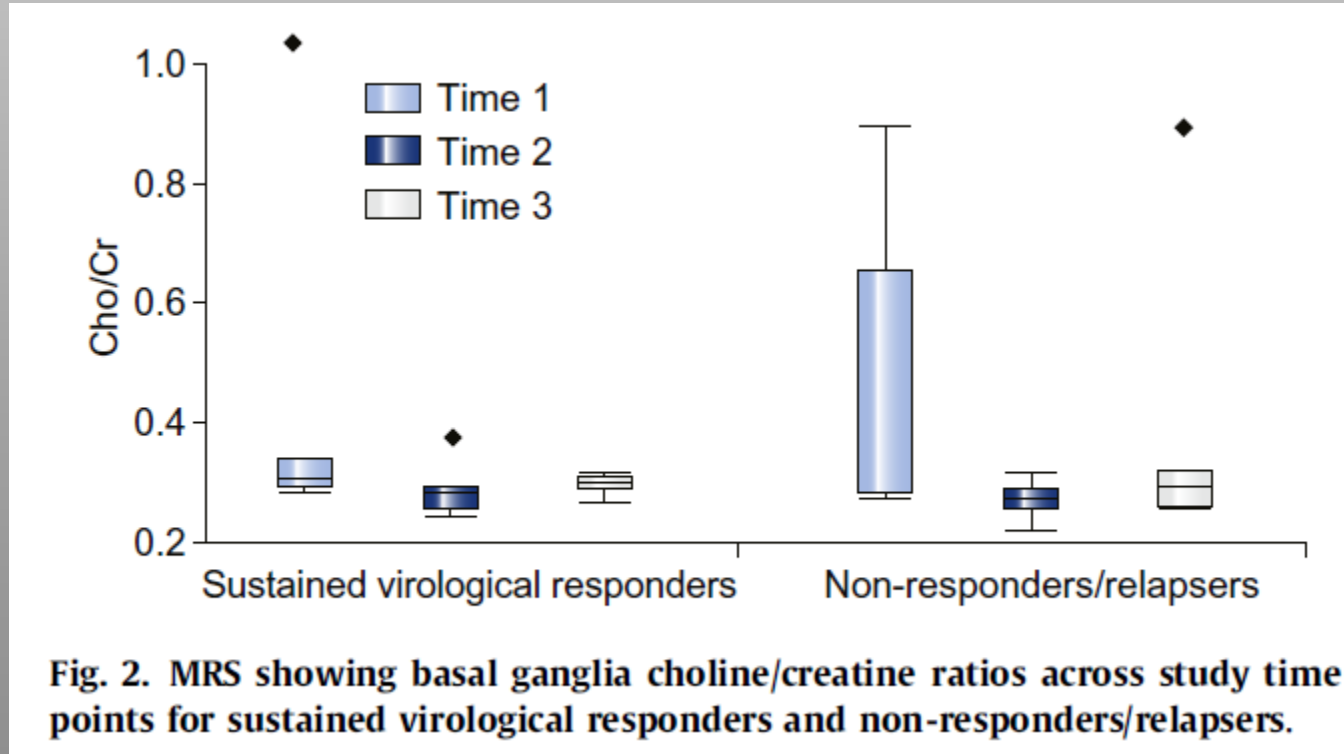 1.0
0.8
0.6
0.4
0.2
Cho/Cr
Time 1
Time 2
Time 3
Sustained virological responders
Non-responders/relapsers
Fig. 2. MRS showing basal ganglia choline/creatine ratios across study time
points for sustained virological responders and non-responders/relapsers.